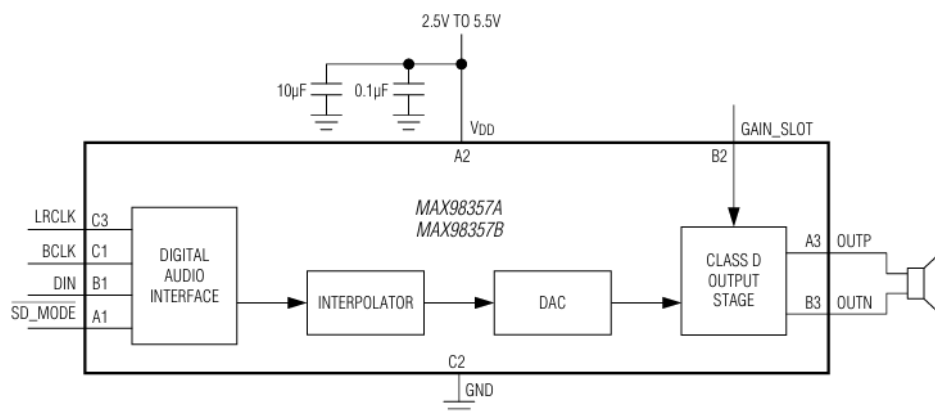 2.5V TO 5.5V
10µF
0.1µF
VDD
GAIN_SLOT
A2
B2
MAX98357A
MAX98357B
LRCLK
C3
BCLK
C1
DIN
B1
SD_MODE
A1
DIGITAL
AUDIO
INTERFACE
INTERPOLATOR
DAC
CLASS D
OUTPUT
STAGE
A3
OUTP
B3
OUTN
C2
GND